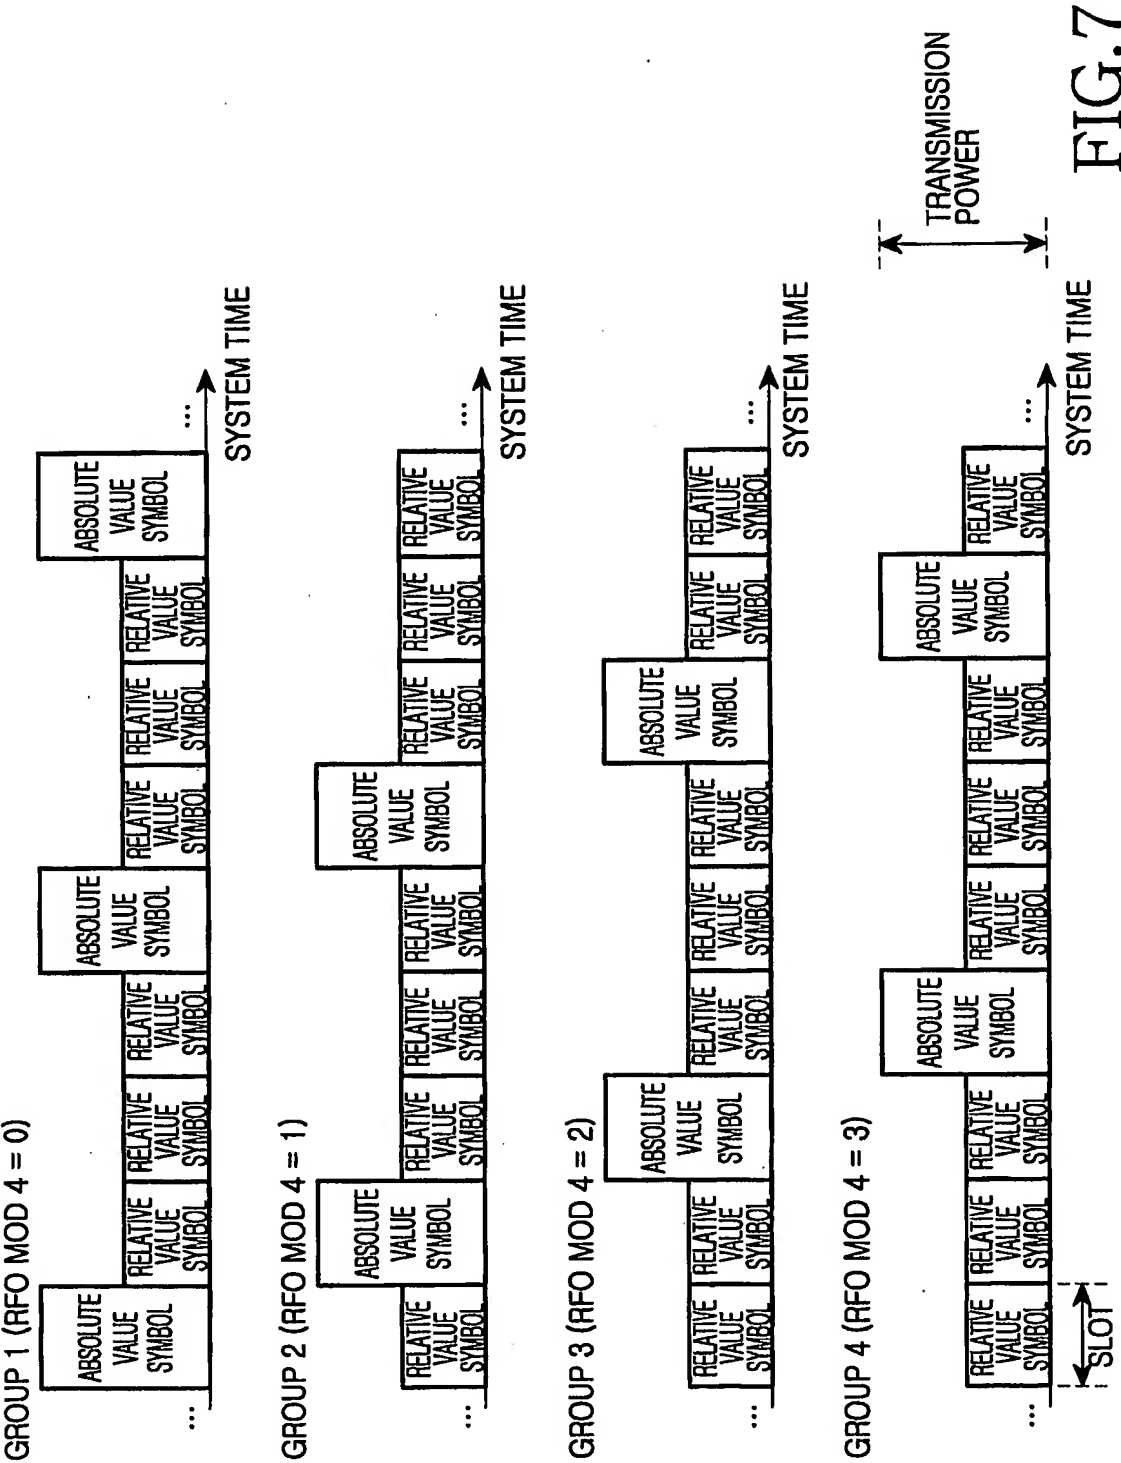 GROUP 1 (RFO MOD 4 = 0)
...
ABSOLUTE
VALUE
SYMBOL
RELATIVE
VALUE
SYMBOL
RELATIVE
VALUE
SYMBOL
RELATIVE
VALUE
SYMBOL
ABSOLUTE
VALUE
SYMBOL
RELATIVE
VALUE
SYMBOL
RELATIVE
VALUE
SYMBOL
RELATIVE
VALUE
SYMBOL
ABSOLUTE
VALUE
SYMBOL
...
SYSTEM TIME
GROUP 2 (RFO MOD 4 = 1)
...
RELATIVE
VALUE
SYMBOL
ABSOLUTE
VALUE
SYMBOL
RELATIVE
VALUE
SYMBOL
RELATIVE
VALUE
SYMBOL
RELATIVE
VALUE
SYMBOL
ABSOLUTE
VALUE
SYMBOL
RELATIVE
VALUE
SYMBOL
RELATIVE
VALUE
SYMBOL
RELATIVE
VALUE
SYMBOL
...
SYSTEM TIME
GROUP 3 (RFO MOD 4 = 2)
...
RELATIVE
VALUE
SYMBOL
RELATIVE
VALUE
SYMBOL
ABSOLUTE
VALUE
SYMBOL
RELATIVE
VALUE
SYMBOL
RELATIVE
VALUE
SYMBOL
RELATIVE
VALUE
SYMBOL
ABSOLUTE
VALUE
SYMBOL
RELATIVE
VALUE
SYMBOL
RELATIVE
VALUE
SYMBOL
...
SYSTEM TIME
GROUP 4 (RFO MOD 4 = 3)
...
RELATIVE
VALUE
SYMBOL
RELATIVE
VALUE
SYMBOL
RELATIVE
VALUE
SYMBOL
ABSOLUTE
VALUE
SYMBOL
RELATIVE
VALUE
SYMBOL
RELATIVE
VALUE
SYMBOL
RELATIVE
VALUE
SYMBOL
ABSOLUTE
VALUE
SYMBOL
RELATIVE
VALUE
SYMBOL
...
SYSTEM TIME
TRANSMISSION
POWER
SLOT
FIG.7